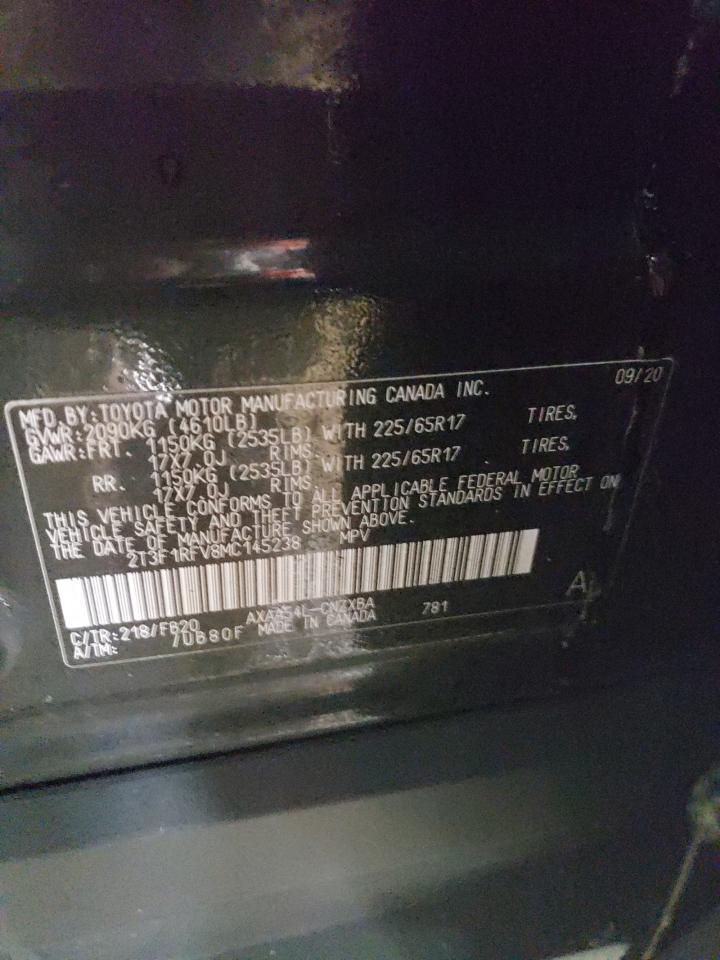 09/20
MFD.BY:TOYOTA MOTOR MANUFACTURING CANADA INC.
GVWR:2090KG (4610LB)
GAWR:FRT. 1150KG (2535LB) WITH 225/65R17 TIRES,
17X7.0J RIMS.
RR. 1150KG (2535LB) WITH 225/65R17 TIRES,
17X7.0J RIMS.
THIS VEHICLE CONFORMS TO ALL APPLICABLE FEDERAL MOTOR
VEHICLE SAFETY AND THEFT PREVENTION STANDARDS IN EFFECT ON
THE DATE OF MANUFACTURE SHOWN ABOVE.
2T3F1RFV8MC145238 MPV
C/TR:218/FB20 AXAA54L-CNZXBA 781
A/TM: /UB80F MADE IN CANADA